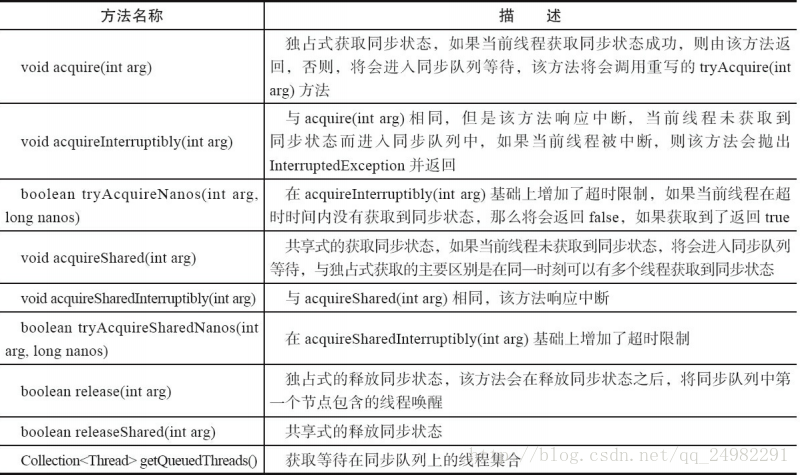 方法名称
描 述
void acquire(int arg)
独占式获取同步状态，如果当前线程获取同步状态成功，则由该方法返
回，否则，将会进入同步队列等待，该方法将会调用重写的 tryAcquire(int
arg) 方法
void acquireInterruptibly(int arg)
与 acquire(int arg) 相同，但是该方法响应中断，当前线程未获取到
同步状态而进入同步队列中，如果当前线程被中断，则该方法会抛出
InterruptedException 并返回
boolean tryAcquireNanos(int arg,
long nanos)
在 acquireInterruptibly(int arg) 基础上增加了超时限制，如果当前线程在超
时时间内没有获取到同步状态，那么将会返回 false，如果获取到了返回 true
void acquireShared(int arg)
共享式的获取同步状态，如果当前线程未获取到同步状态，将会进入同步队列
等待，与独占式获取的主要区别是在同一时刻可以有多个线程获取到同步状态
void acquireSharedInterruptibly(int arg)
与 acquireShared(int arg) 相同，该方法响应中断
boolean tryAcquireSharedNanos(int
arg, long nanos)
在 acquireSharedInterruptibly(int arg) 基础上增加了超时限制
boolean release(int arg)
独占式的释放同步状态，该方法会在释放同步状态之后，将同步队列中第
一个节点包含的线程唤醒
boolean releaseShared(int arg)
共享式的释放同步状态
Collection<Thread> getQueuedThreads()
获取等待在同步队列上的线程集合
http://blog.csdn.net/qq_24982291